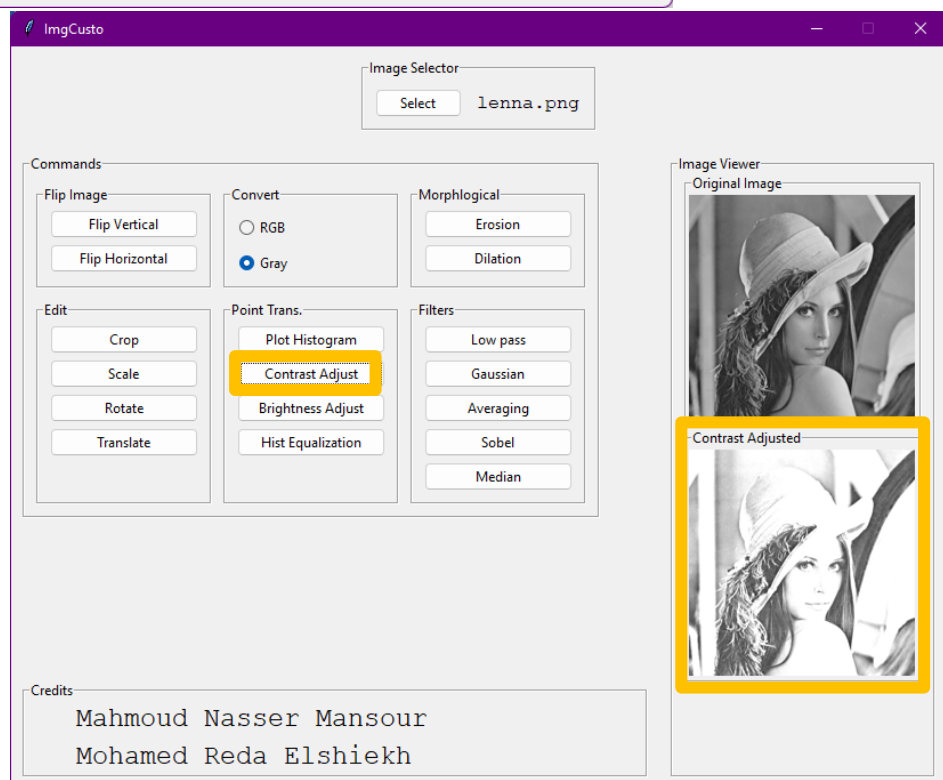 ImgCusto
Image Selector
Select lenna.png
Commands
Flip Image
Flip Vertical
Flip Horizontal
Convert
RGB
Gray
Morphlogical
Erosion
Dilation
Edit
Crop
Scale
Rotate
Translate
Point Trans.
Plot Histogram
Contrast Adjust
Brightness Adjust
Hist Equalization
Filters
Low pass
Gaussian
Averaging
Sobel
Median
Image Viewer
Original Image
Contrast Adjusted
Credits
Mahmoud Nasser Mansour
Mohamed Reda Elshiekh